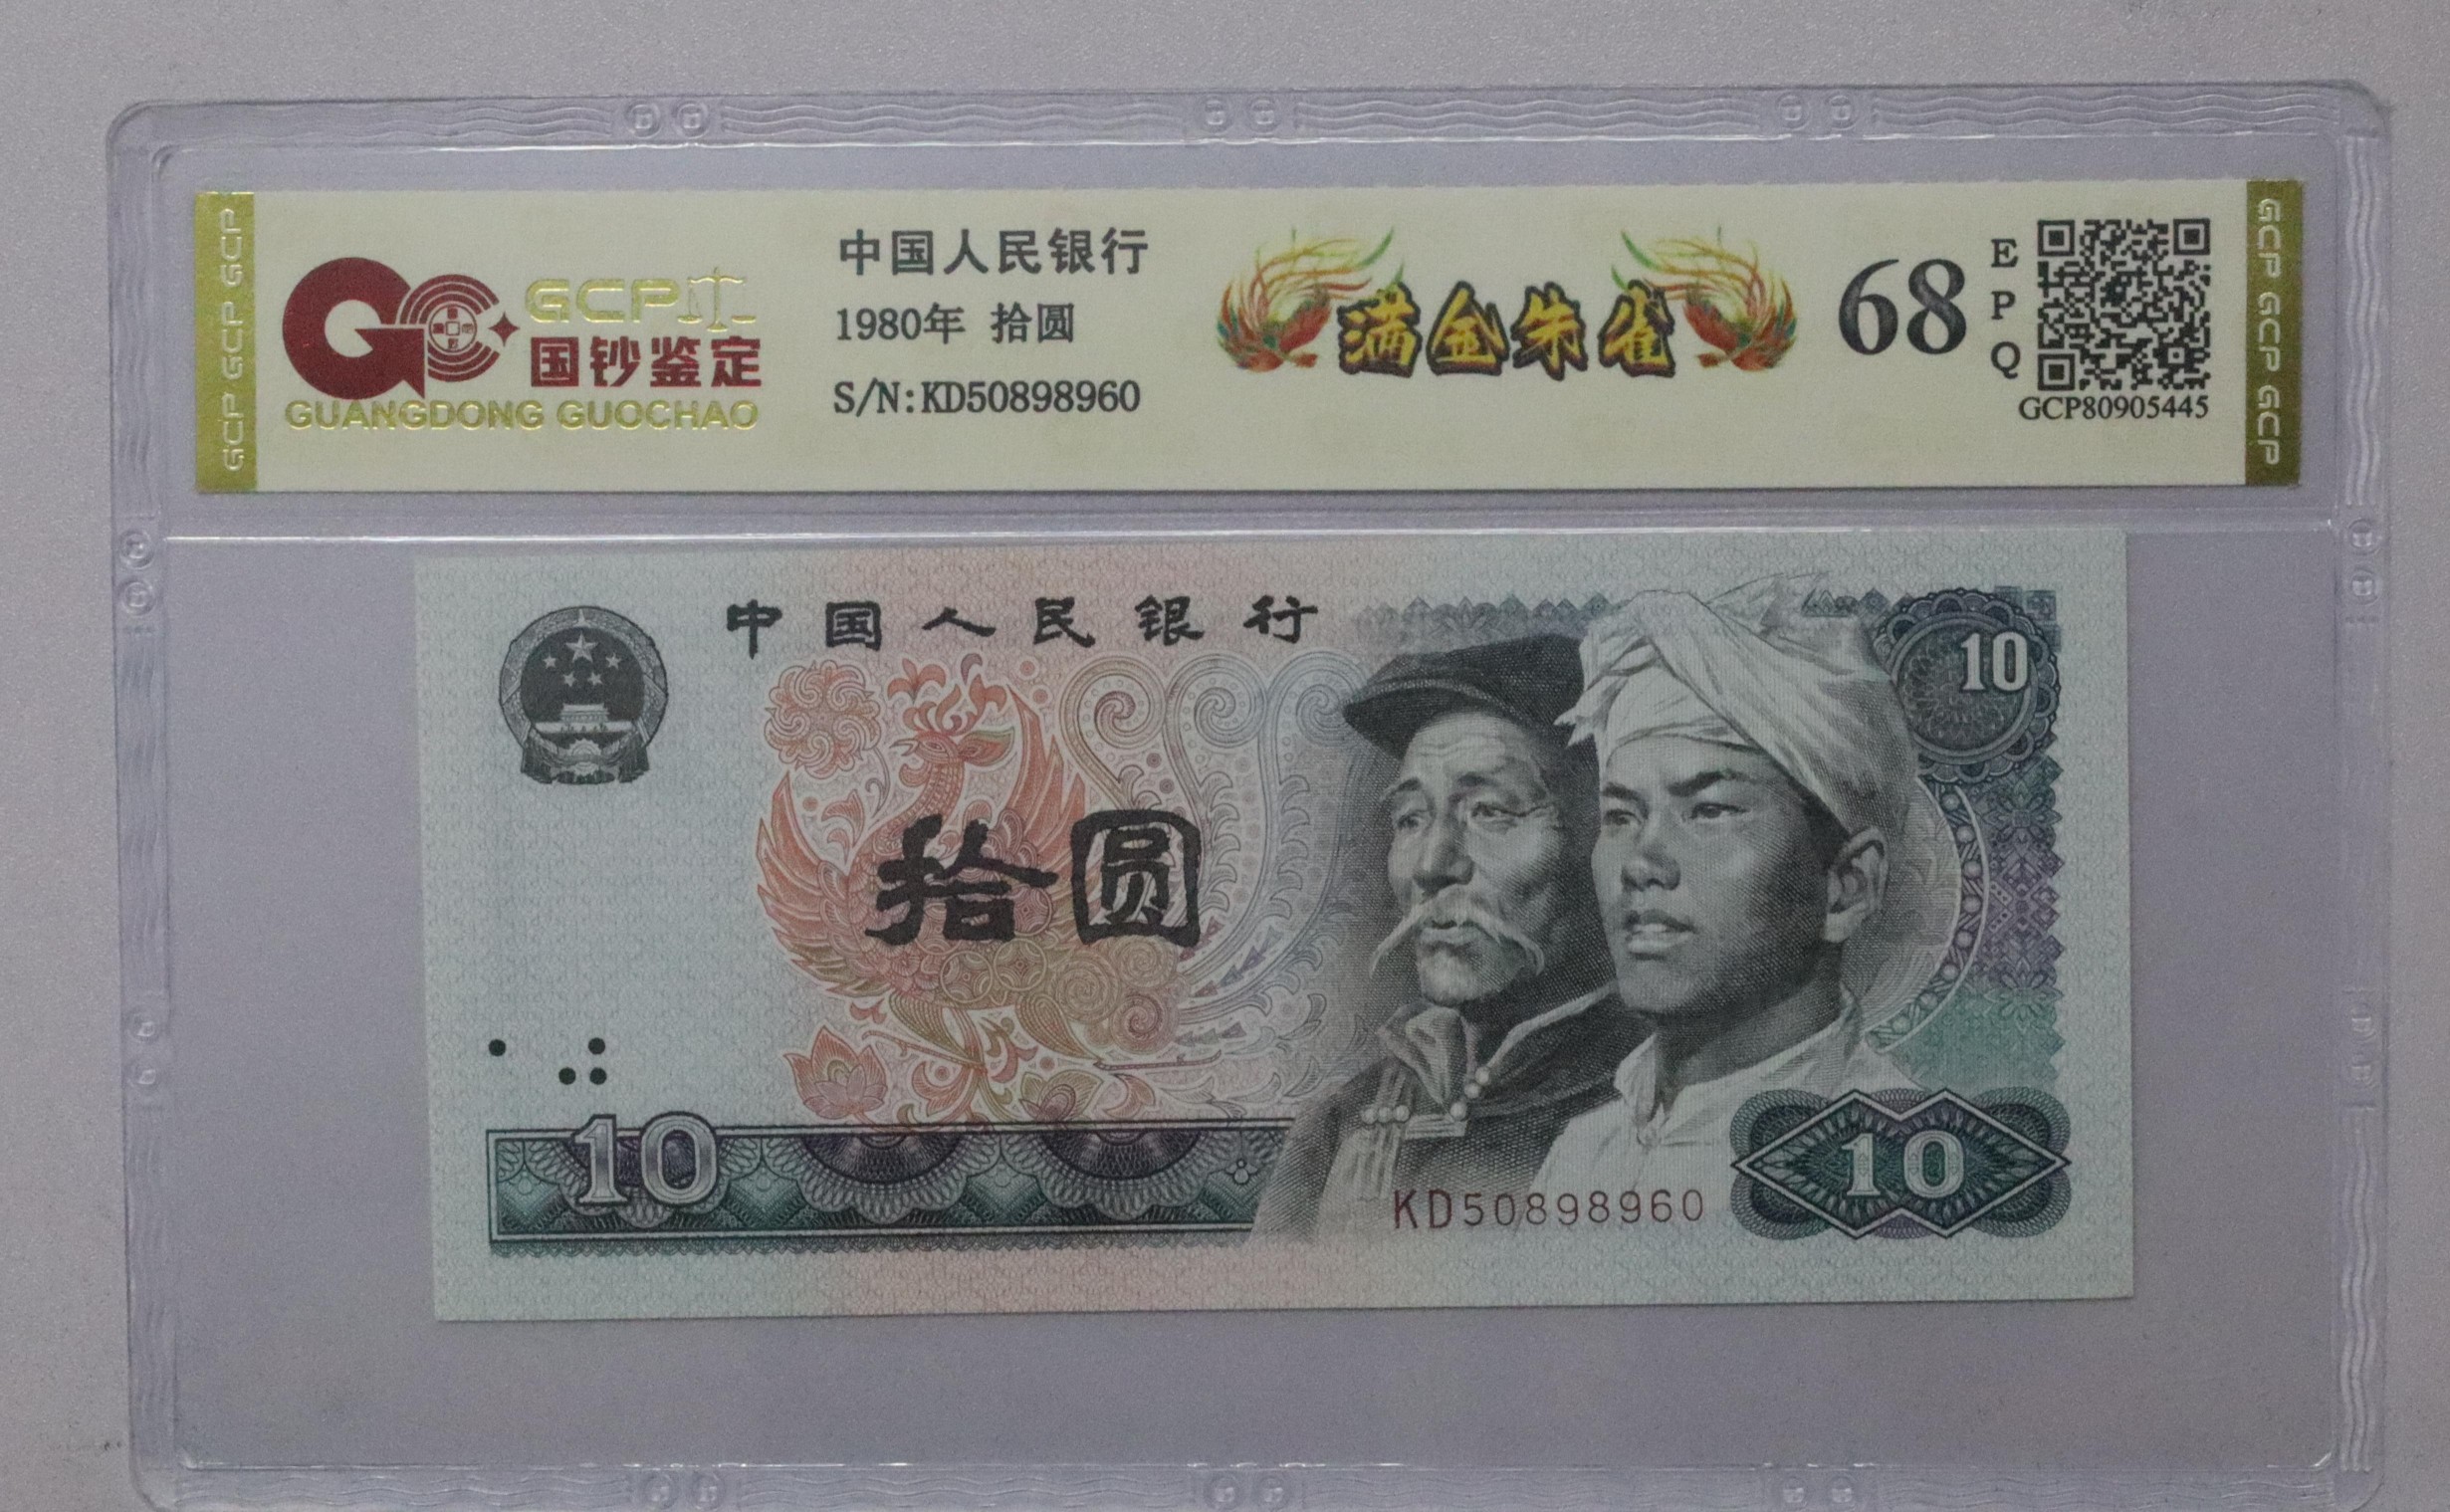 GCP GCP GCP
GCP
国钞鉴定
GUANGDONG GUOCHAO
中国人民银行
1980年 拾圆
S/N:KD50898960
满金朱雀
68
E
P
Q
GCP80905445
GCP GCP GCP
中国人民银行
10
拾圆
10
KD50898960
10